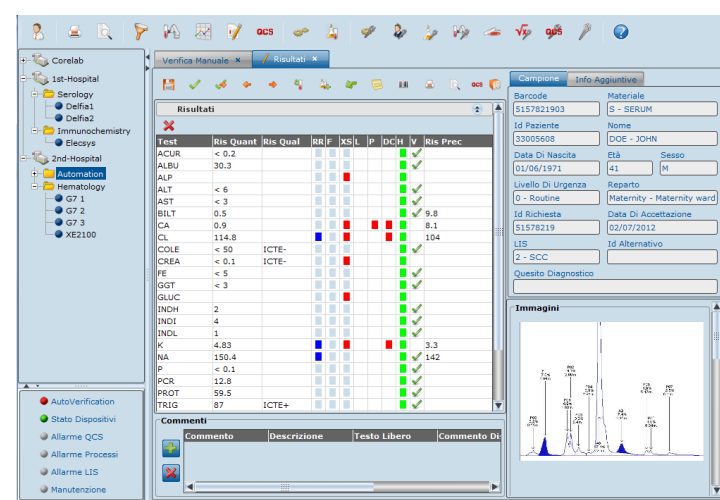 QCS
QCS
Corelab
1st-Hospital
Serology
Delfia1
Delfia2
Immunochemistry
Elecsys
2nd-Hospital
Automation
Hematology
G7 1
G7 2
G7 3
XE2100
AutoVerification
Stato Dispositivi
Allarme QCS
Allarme Processi
Allarme LIS
Manutenzione
Verifica Manuale ×
Risultati ×
QCS
Risultati
Test Ris Quant Ris Qual RR F XS L P DC H V Ris Prec
ACUR < 0.2
ALBU 30.3
ALP
ALT < 6
AST < 3
BILT 0.5 9.8
CA 0.9 8.1
CL 114.8 104
COLE < 50 ICTE-
CREA < 0.1 ICTE-
FE < 5
GGT < 3
GLUC
INDH 2
INDI 4
INDL 1
K 4.83 3.3
NA 150.4 142
P < 0.1
PCR 12.8
PROT 59.5
TRIG 87 ICTE+
Commenti
Commento Descrizione Testo Libero Commento Di
Campione Info Aggiuntive
Barcode Materiale
5157821903 S - SERUM
Id Paziente Nome
33005608 DOE - JOHN
Data Di Nascita Età Sesso
01/06/1971 41 M
Livello Di Urgenza Reparto
0 - Routine Maternity - Maternity ward
Id Richiesta Data Di Accettazione
51578219 02/07/2012
LIS Id Alternativo
2 - SCC
Quesito Diagnostico
Immagini